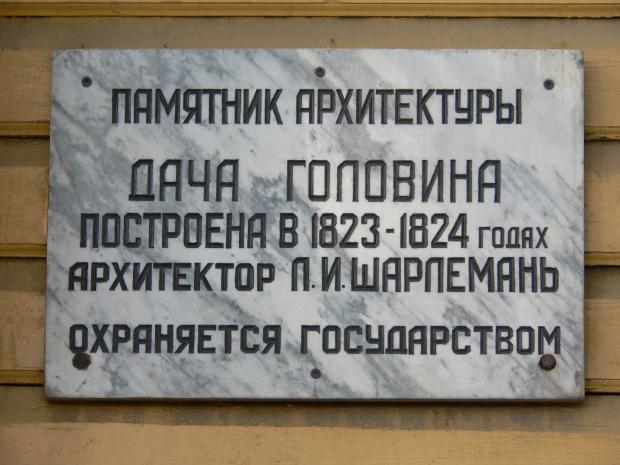 ПАМЯТНИК АРХИТЕКТУРЫ
ДАЧА ГОЛОВИНА
ПОСТРОЕНА В 1823-1824 ГОДАХ
АРХИТЕКТОР Л.И.ШАРЛЕМАНЬ
ОХРАНЯЕТСЯ ГОСУДАРСТВОМ